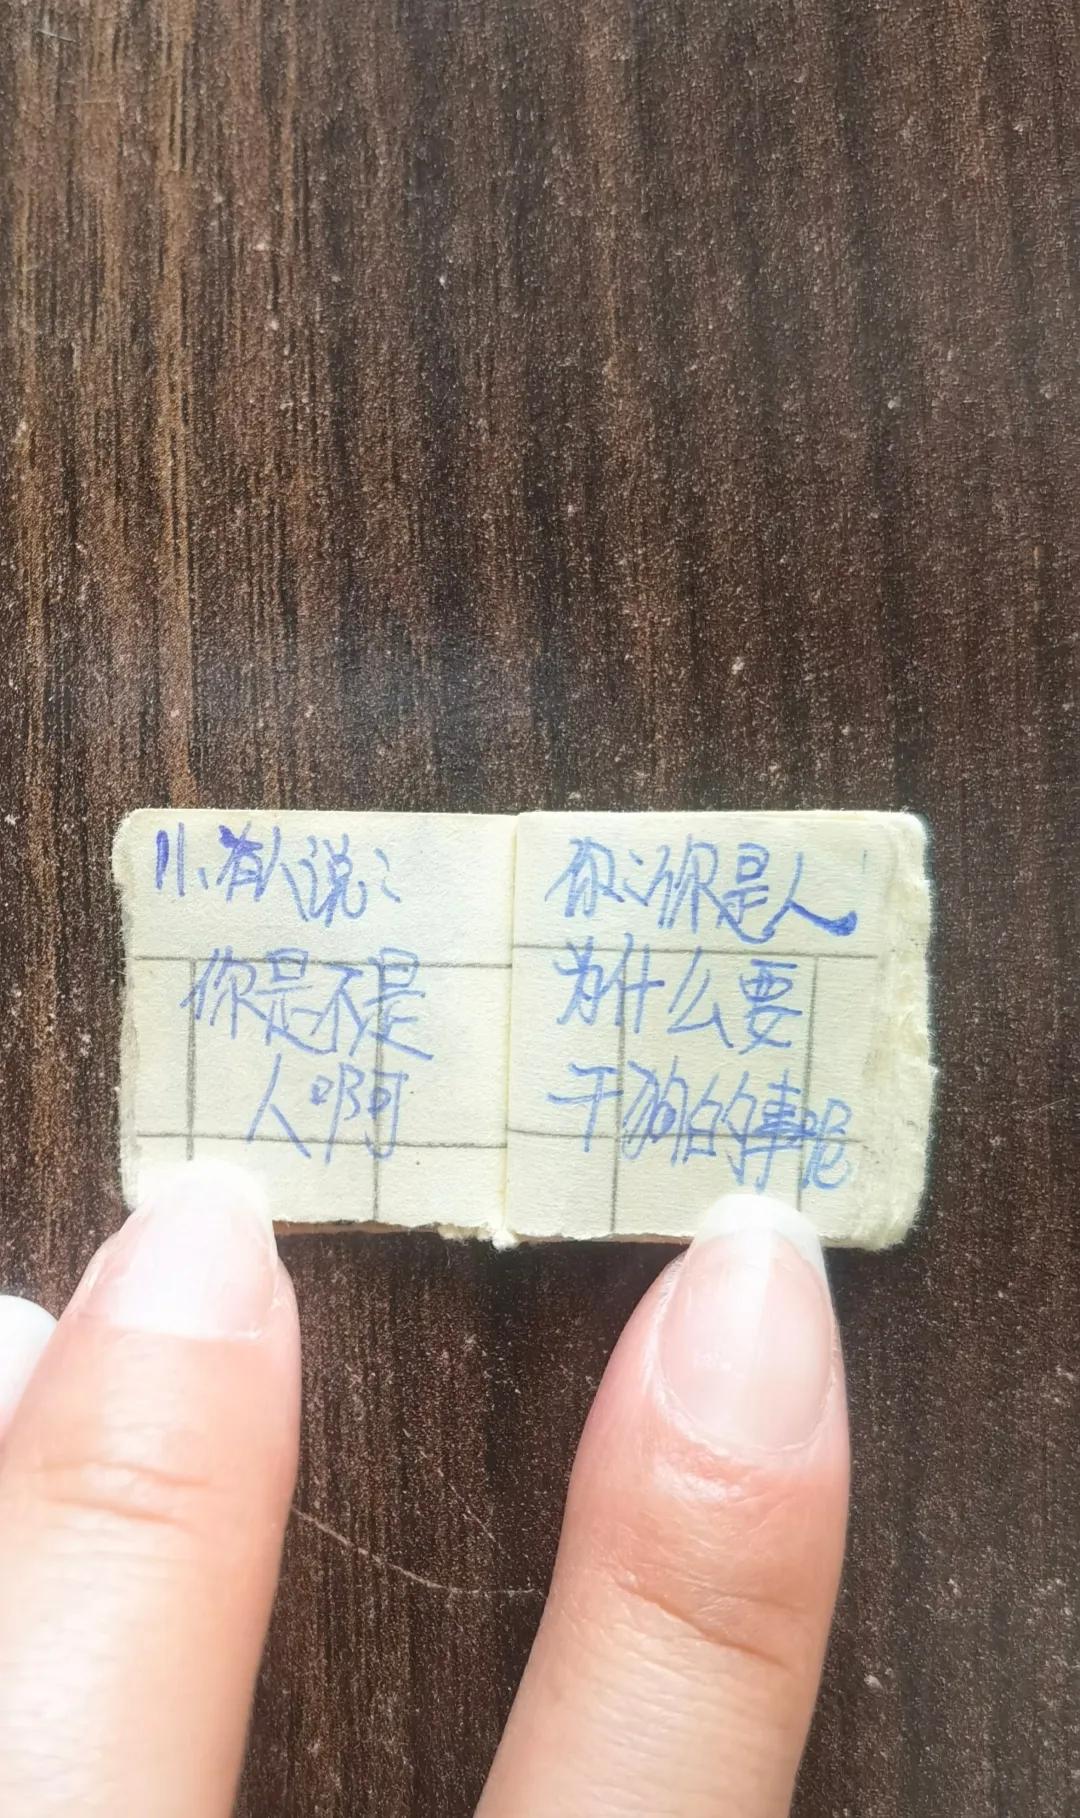 11、有人说：
你是不是
人啊
你：你是人
为什么要
干狗的事呢